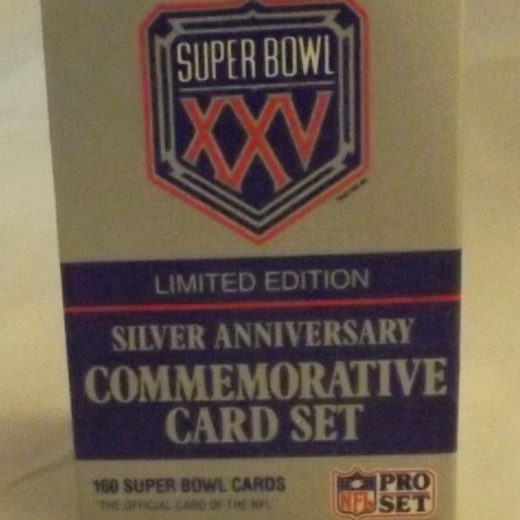 SUPER BOWL
XXV
LIMITED EDITION
SILVER ANNIVERSARY
COMMEMORATIVE
CARD SET
160 SUPER BOWL CARDS
"THE OFFICIAL CARD OF THE NFL"
NFL
PRO
SET